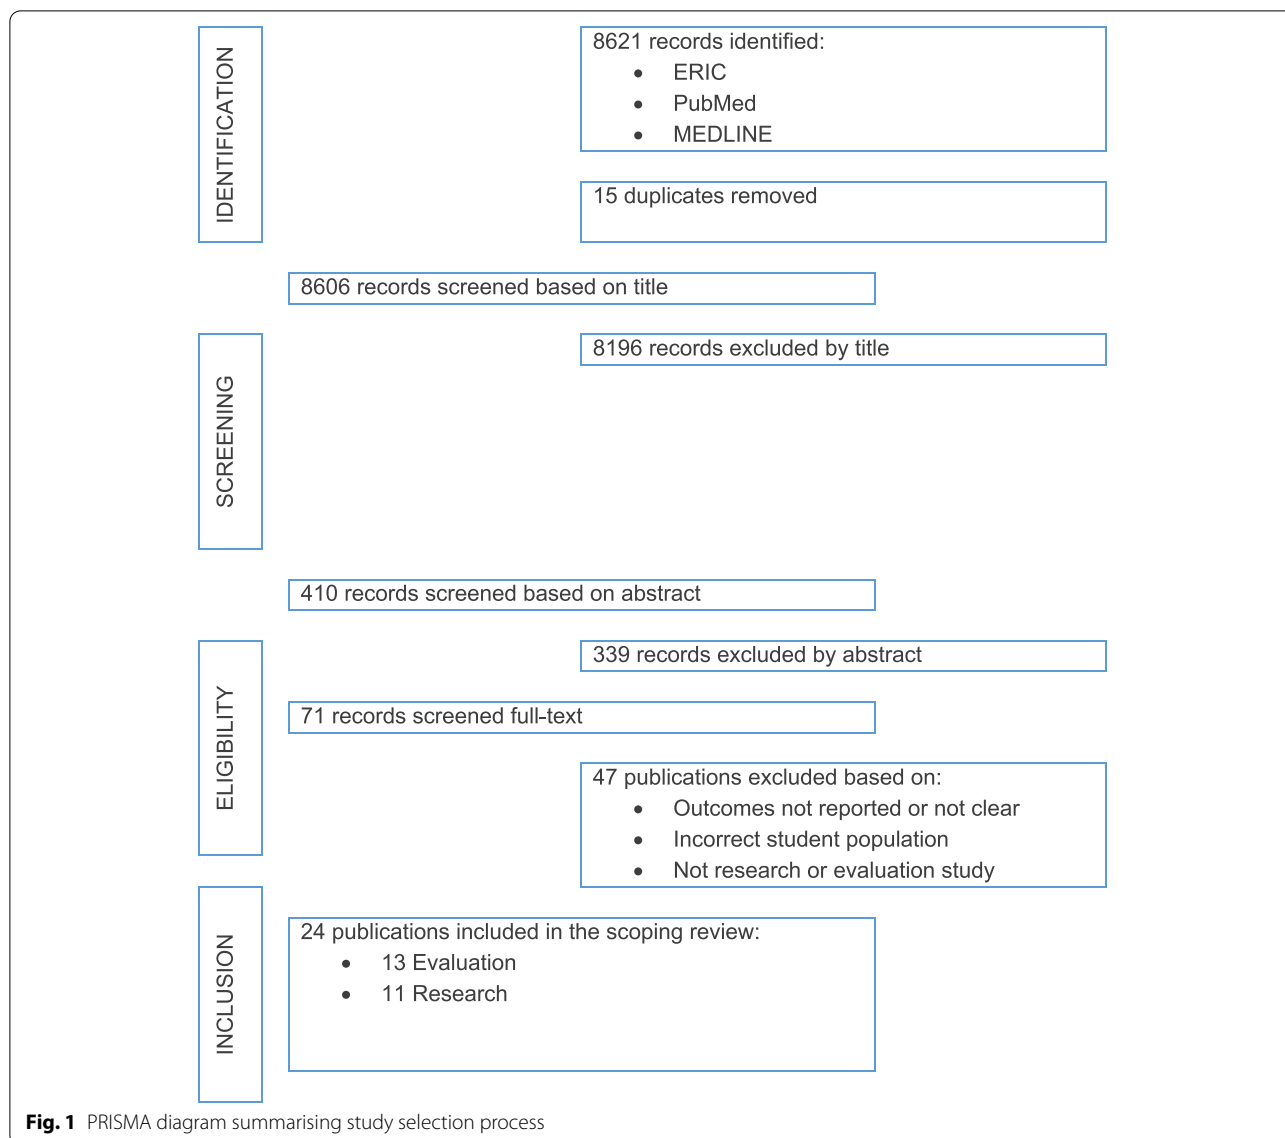 IDENTIFICATION
8621 records identified:
• ERIC
• PubMed
• MEDLINE
15 duplicates removed
8606 records screened based on title
SCREENING
8196 records excluded by title
410 records screened based on abstract
ELIGIBILITY
339 records excluded by abstract
71 records screened full-text
47 publications excluded based on:
• Outcomes not reported or not clear
• Incorrect student population
• Not research or evaluation study
INCLUSION
24 publications included in the scoping review:
• 13 Evaluation
• 11 Research
Fig. 1 PRISMA diagram summarising study selection process